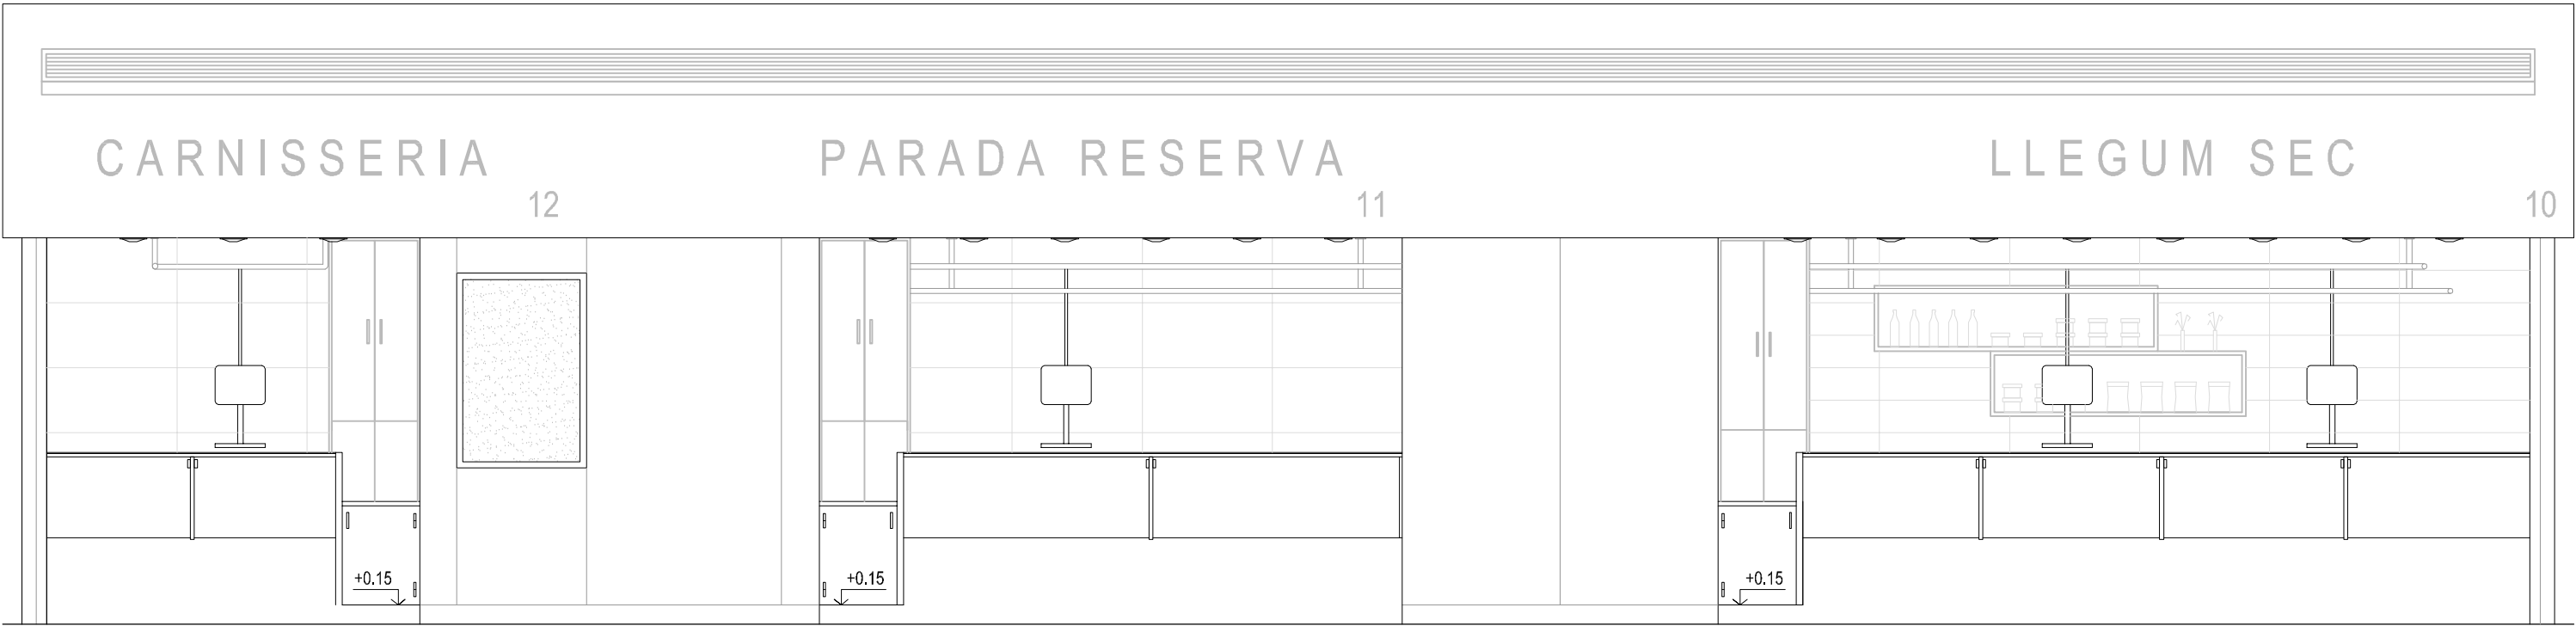 CARNISSERIA
12
PARADA RESERVA
11
LLEGUM SEC
10
+0.15
+0.15
+0.15